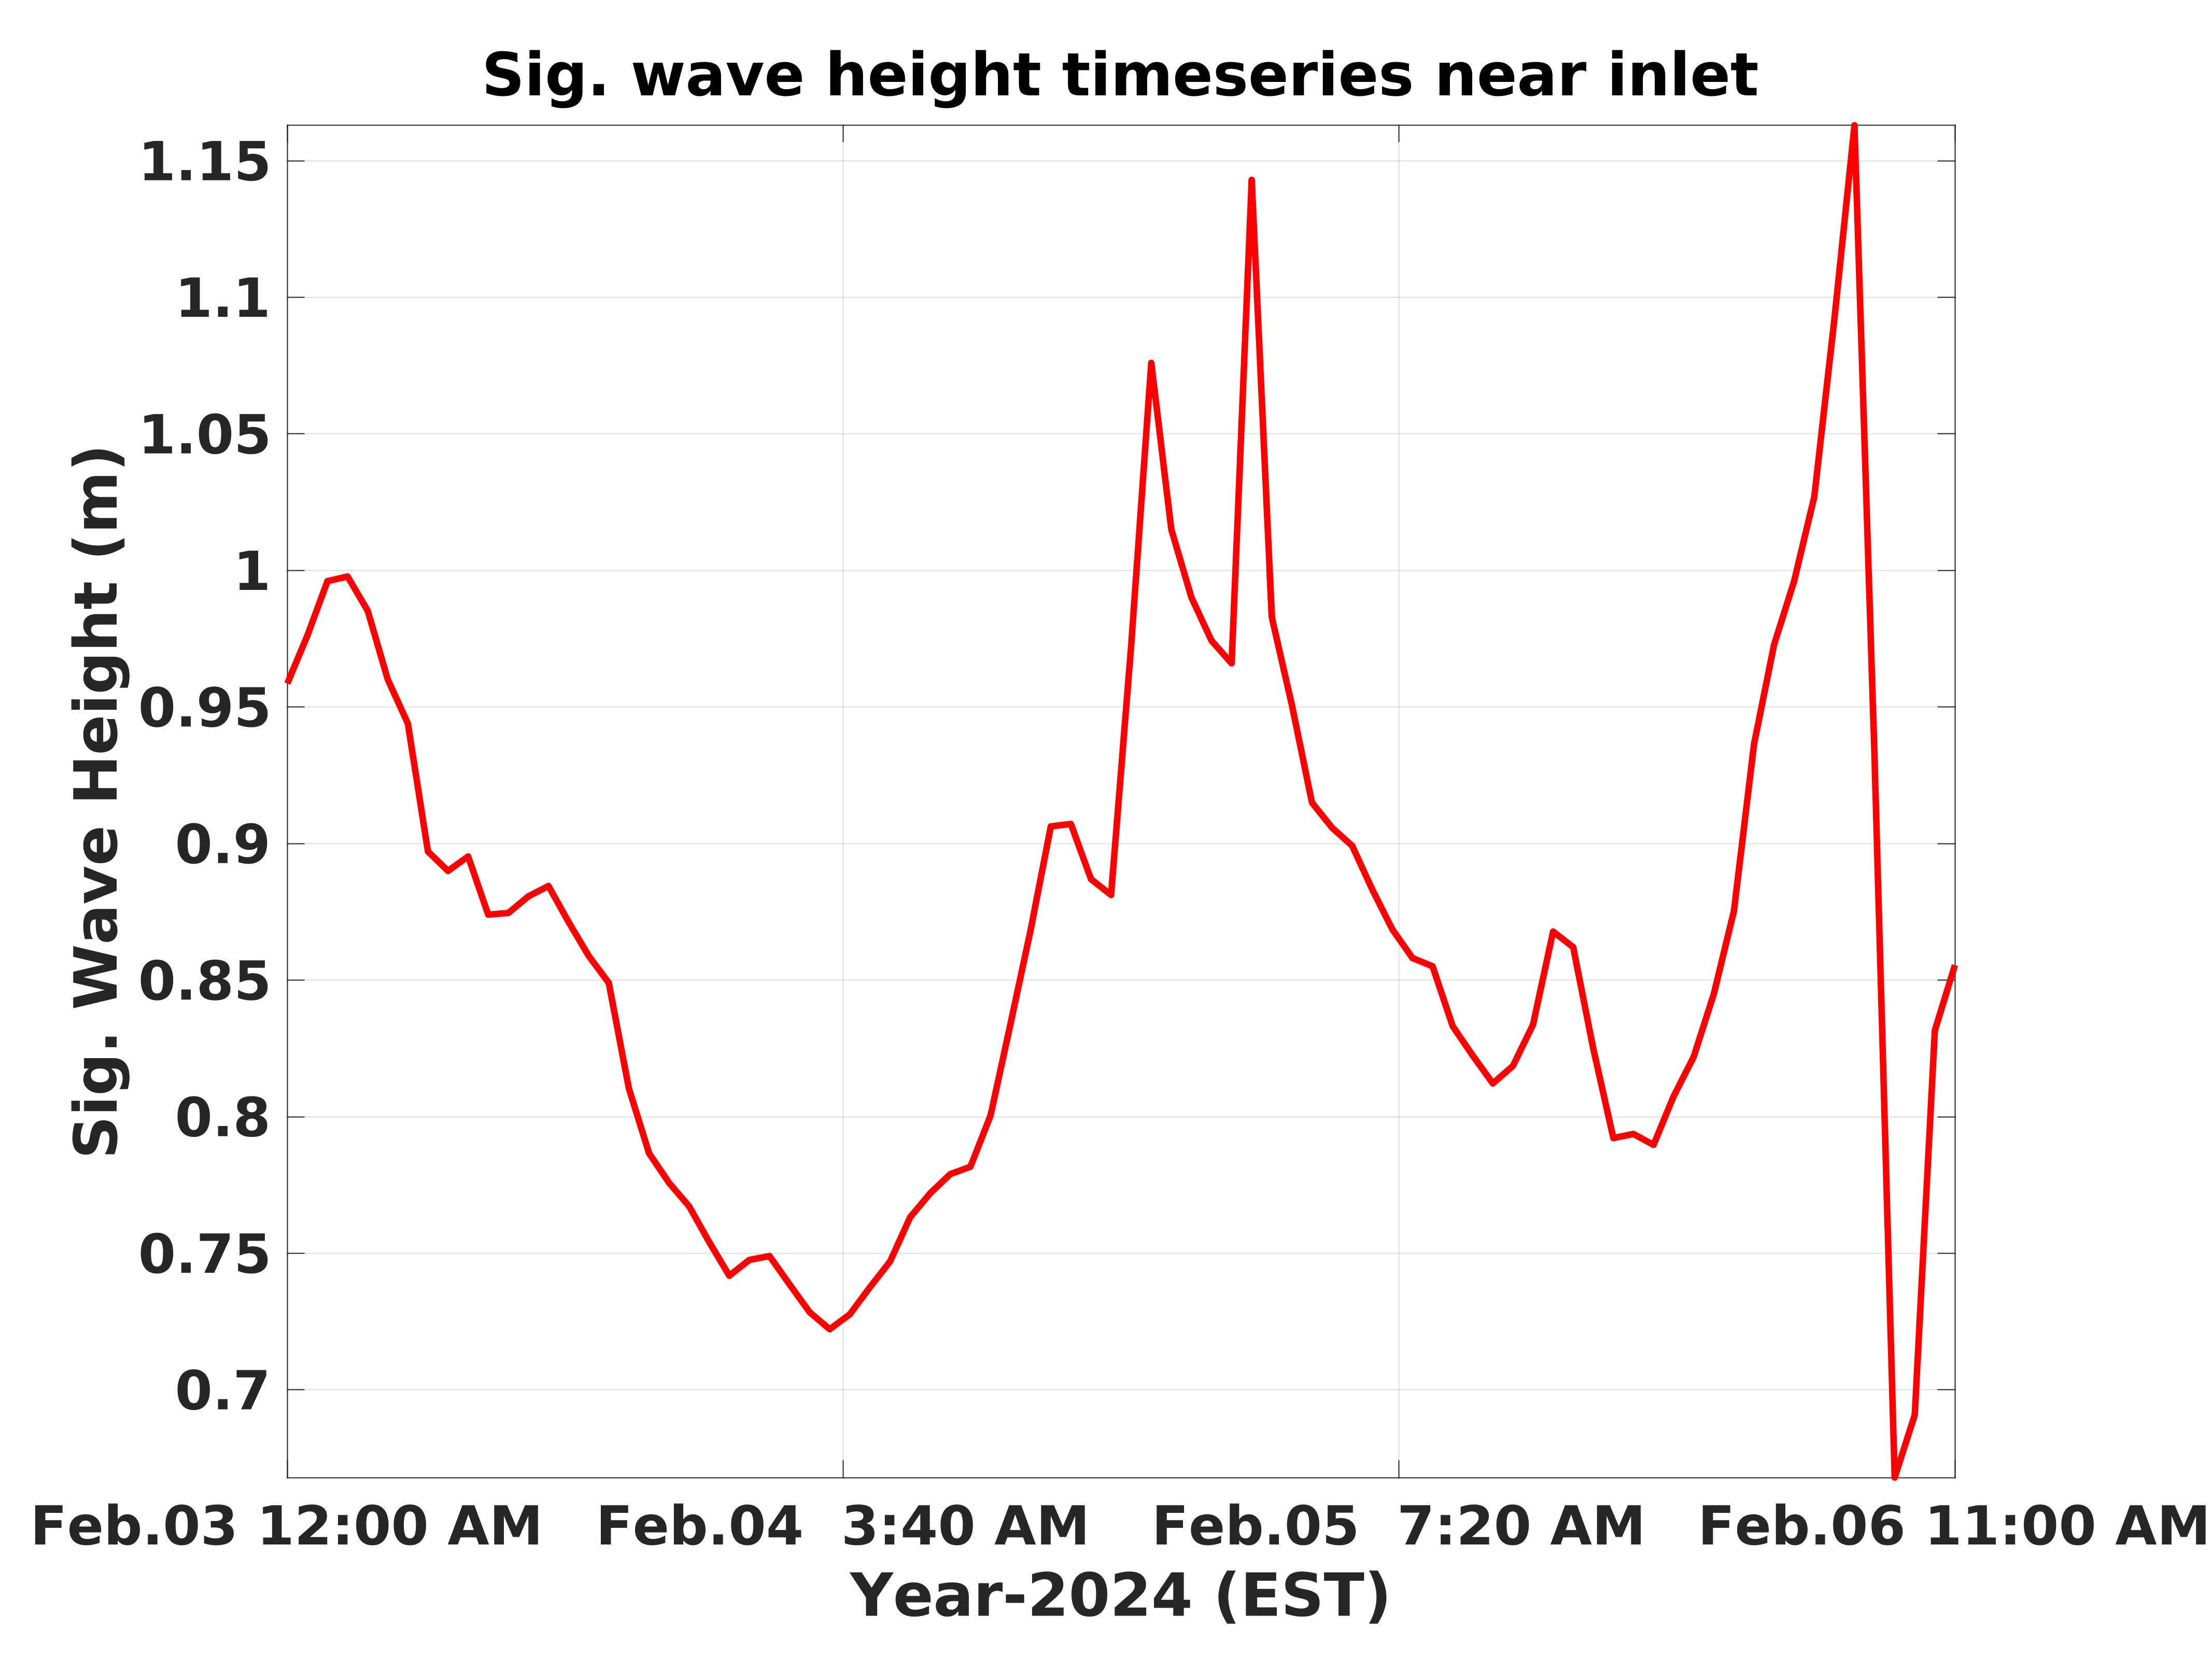 Sig. wave height timeseries near inlet
1.15
1.1
1.05
1
0.95
0.9
0.85
0.8
0.75
0.7
Sig. Wave Height (m)
Feb.03 12:00 AM
Feb.04 3:40 AM
Feb.05 7:20 AM
Feb.06 11:00 AM
Year-2024 (EST)